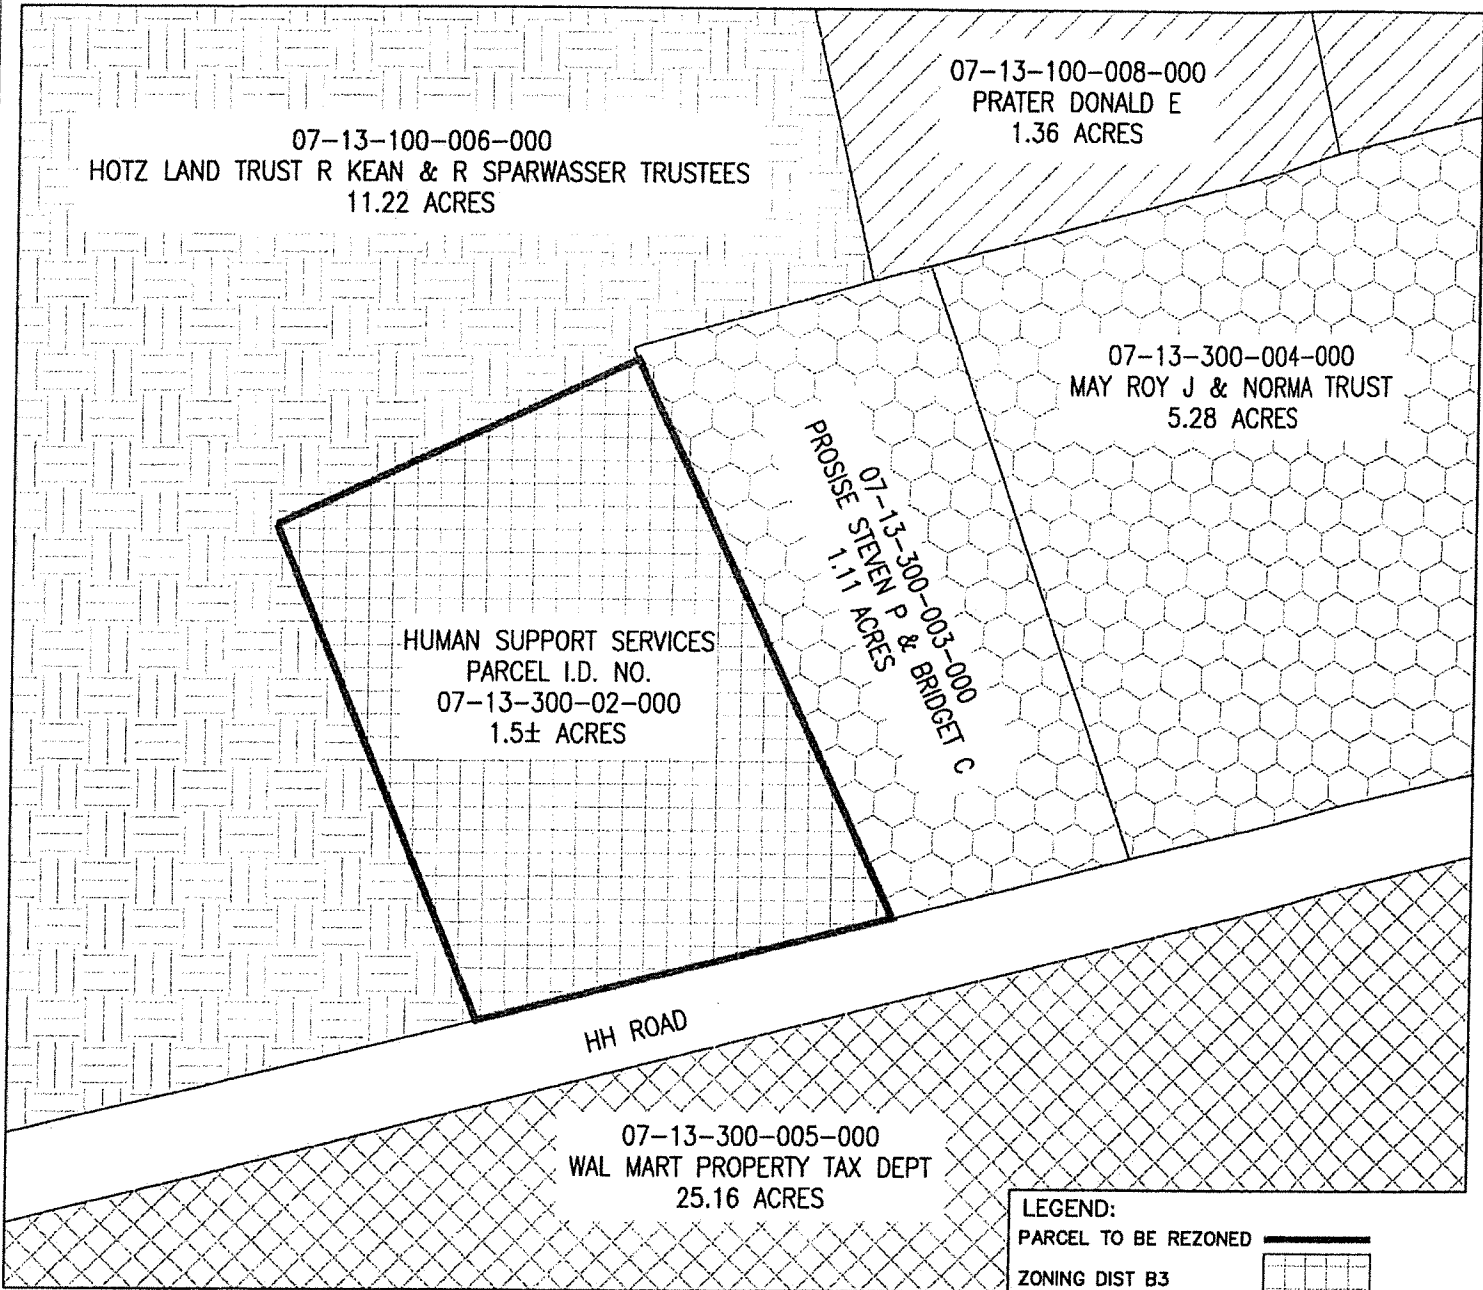 07-13-100-006-000
HOTZ LAND TRUST R KEAN & R SPARWASSER TRUSTEES
11.22 ACRES
07-13-100-008-000
PRATER DONALD E
1.36 ACRES
07-13-300-004-000
MAY ROY J & NORMA TRUST
5.28 ACRES
07-13-300-003-000
PROSISE STEVEN P & BRIDGET C
1.11 ACRES
HUMAN SUPPORT SERVICES
PARCEL I.D. NO.
07-13-300-02-000
1.5± ACRES
HH ROAD
07-13-300-005-000
WAL MART PROPERTY TAX DEPT
25.16 ACRES
LEGEND:
PARCEL TO BE REZONED
ZONING DIST B3